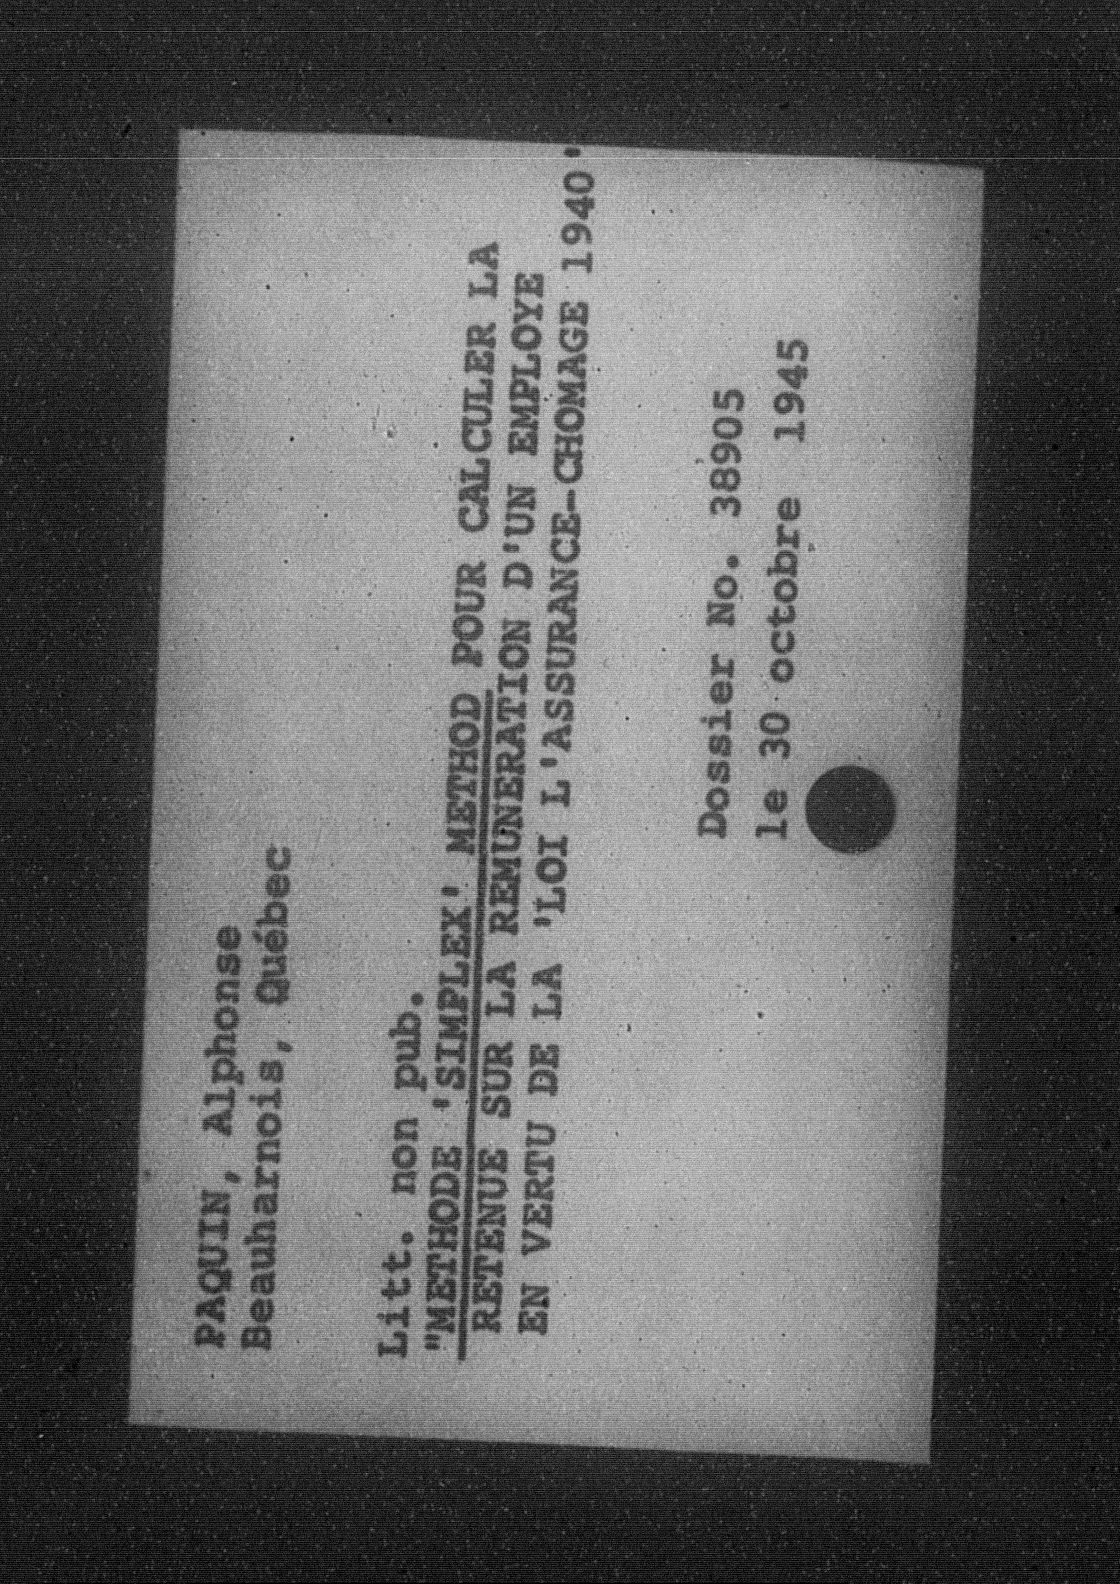 PAQUIN, Alphonse
Beauharnois, Québec
Litt. non pub.
"METHODE 'SIMPLEX' METHOD POUR CALCULER LA
RETENUE SUR LA REMUNERATION D'UN EMPLOYE
EN VERTU DE LA 'LOI L'ASSURANCE-CHOMAGE 1940'
Dossier No. 38905
le 30 octobre 1945